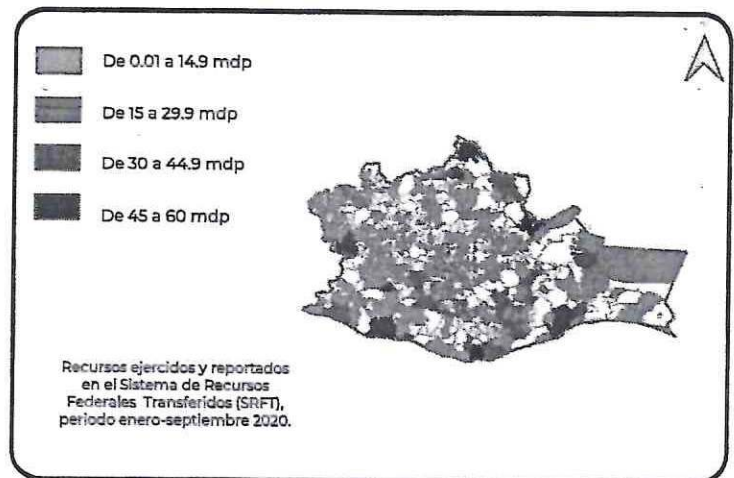 De 0.01 a 14.9 mdp
De 15 a 29.9 mdp
De 30 a 44.9 mdp
De 45 a 60 mdp
Recursos ejercidos y reportados
en el Sistema de Recursos
Federales Transferidos (SRFT),
periodo enero-septiembre 2020.